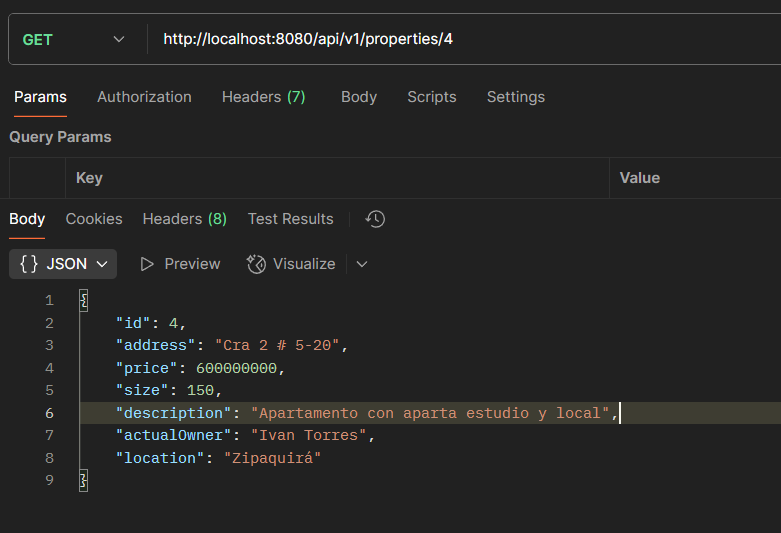 GET http://localhost:8080/api/v1/properties/4
Params Authorization Headers (7) Body Scripts Settings
Query Params
Key Value
Body Cookies Headers (8) Test Results
{} JSON Preview Visualize
1 {
2 "id": 4,
3 "address": "Cra 2 # 5-20",
4 "price": 600000000,
5 "size": 150,
6 "description": "Apartamento con aparta estudio y local",
7 "actualOwner": "Ivan Torres",
8 "location": "Zipaquirá"
9 }